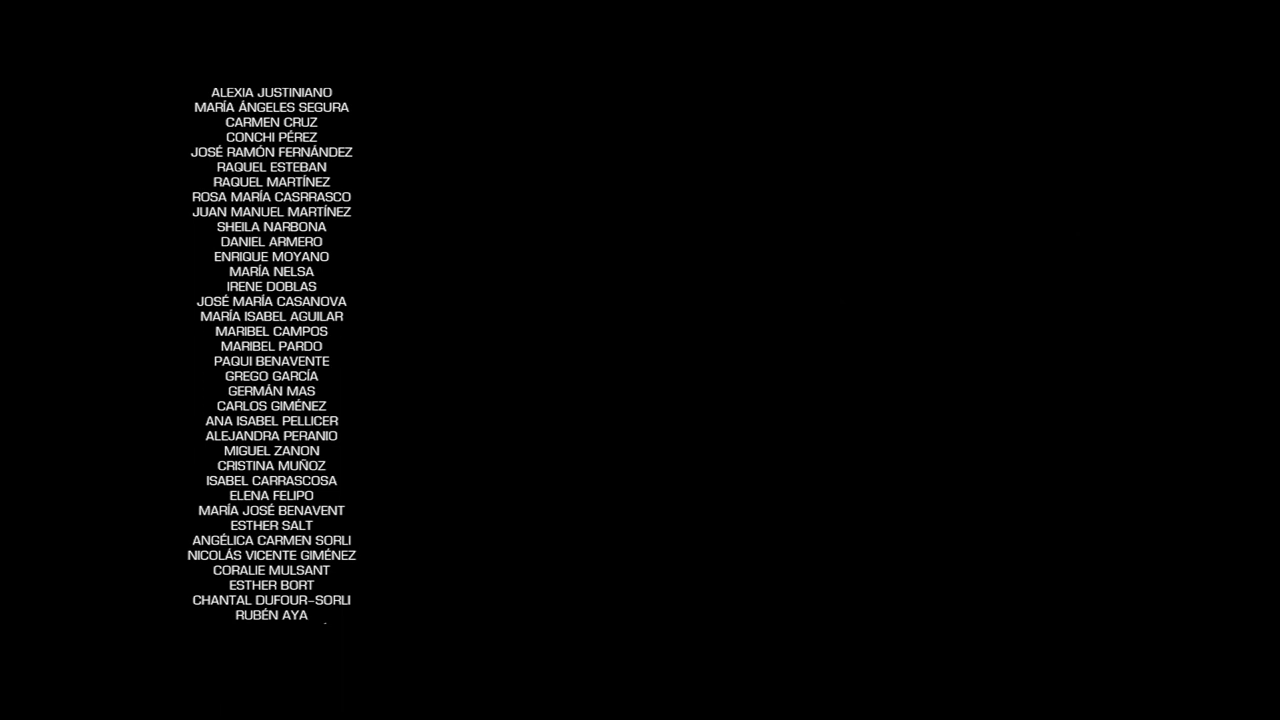 ALEXIA JUSTINIANO
MARÍA ÁNGELES SEGURA
CARMEN CRUZ
CONCHI PÉREZ
JOSÉ RAMÓN FERNÁNDEZ
RAQUEL ESTEBAN
RAQUEL MARTÍNEZ
ROSA MARÍA CASRRASCO
JUAN MANUEL MARTÍNEZ
SHEILA NARBONA
DANIEL ARMERO
ENRIQUE MOYANO
MARÍA NELSA
IRENE DOBLAS
JOSÉ MARÍA CASANOVA
MARÍA ISABEL AGUILAR
MARIBEL CAMPOS
MARIBEL PARDO
PAQUI BENAVENTE
GREGO GARCÍA
GERMÁN MAS
CARLOS GIMÉNEZ
ANA ISABEL PELLICER
ALEJANDRA PERANIO
MIGUEL ZANON
CRISTINA MUÑOZ
ISABEL CARRASCOSA
ELENA FELIPO
MARÍA JOSÉ BENAVENT
ESTHER SALT
ANGÉLICA CARMEN SORLI
NICOLÁS VICENTE GIMÉNEZ
CORALIE MULSANT
ESTHER BORT
CHANTAL DUFOUR-SORLI
RUBÉN AYA